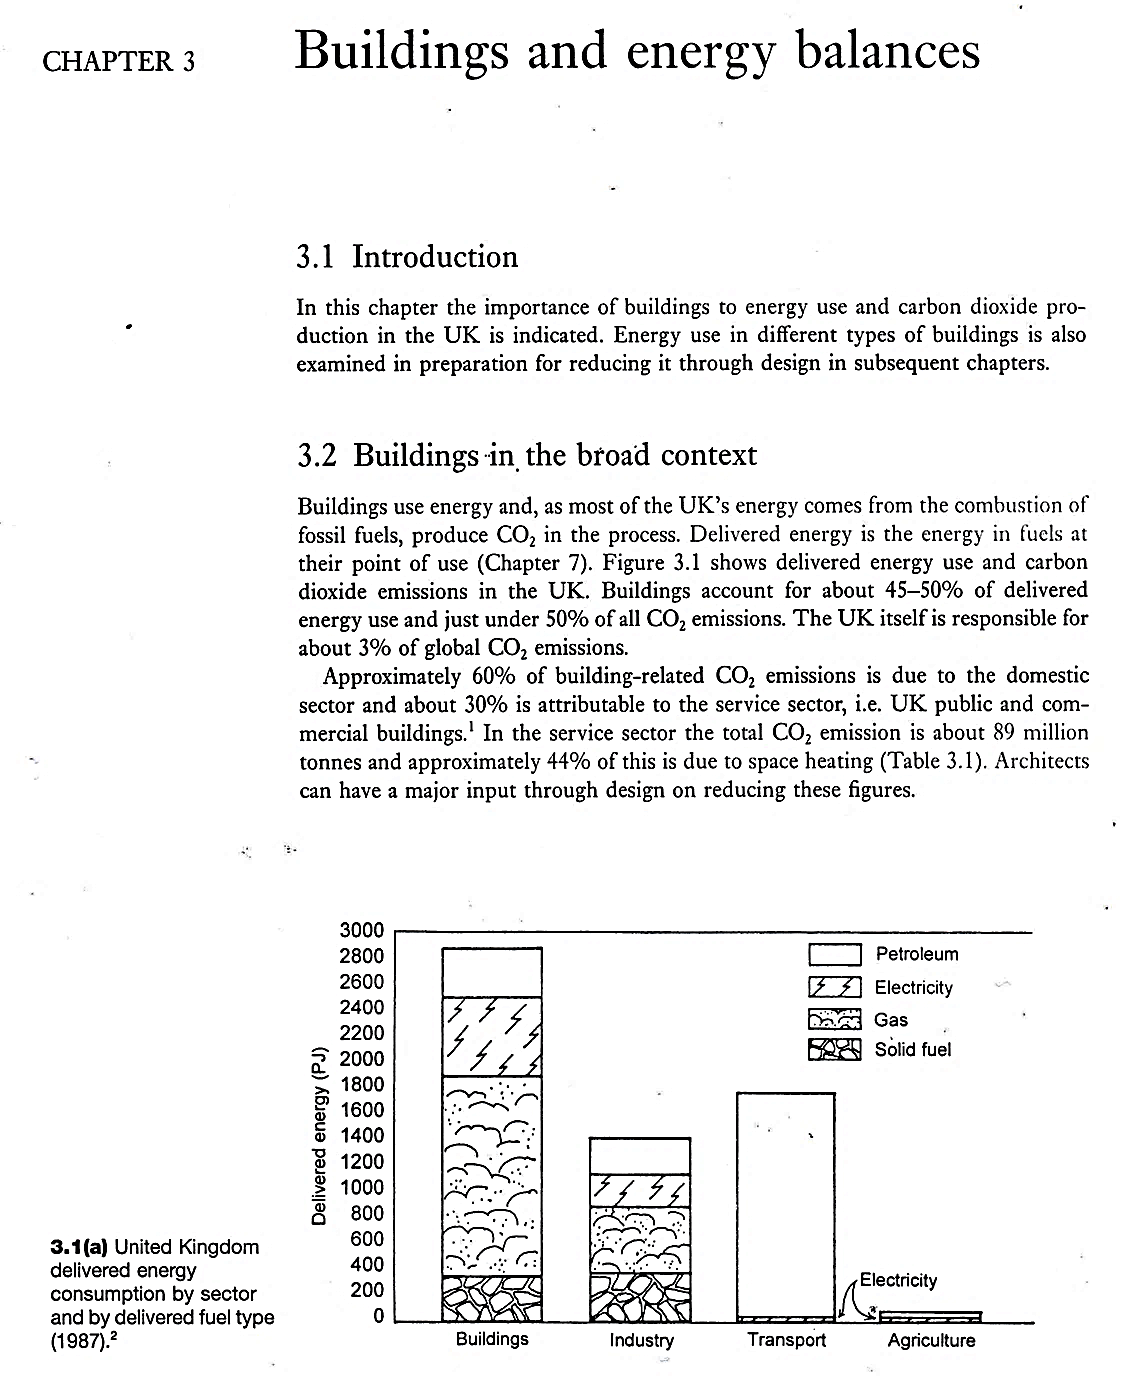 CHAPTER 3
Buildings and energy balances
3.1 Introduction
In this chapter the importance of buildings to energy use and carbon dioxide pro-
duction in the UK is indicated. Energy use in different types of buildings is also
examined in preparation for reducing it through design in subsequent chapters.
3.2 Buildings in the broad context
Buildings use energy and, as most of the UK's energy comes from the combustion of
fossil fuels, produce CO₂ in the process. Delivered energy is the energy in fuels at
their point of use (Chapter 7). Figure 3.1 shows delivered energy use and carbon
dioxide emissions in the UK. Buildings account for about 45–50% of delivered
energy use and just under 50% of all CO₂ emissions. The UK itself is responsible for
about 3% of global CO₂ emissions.
Approximately 60% of building-related CO₂ emissions is due to the domestic
sector and about 30% is attributable to the service sector, i.e. UK public and com-
mercial buildings.¹ In the service sector the total CO₂ emission is about 89 million
tonnes and approximately 44% of this is due to space heating (Table 3.1). Architects
can have a major input through design on reducing these figures.
3000
2800
2600
2400
2200
2000
1800
1600
1400
1200
1000
800
600
400
200
0
Delivered energy (PJ)
Petroleum
Electricity
Gas
Solid fuel
Electricity
Buildings
Industry
Transport
Agriculture
3.1(a) United Kingdom
delivered energy
consumption by sector
and by delivered fuel type
(1987).²